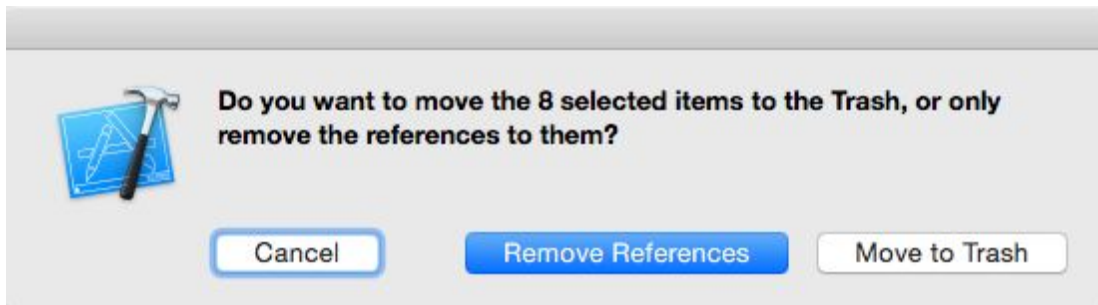 Do you want to move the 8 selected items to the Trash, or only
remove the references to them?
Cancel
Remove References
Move to Trash